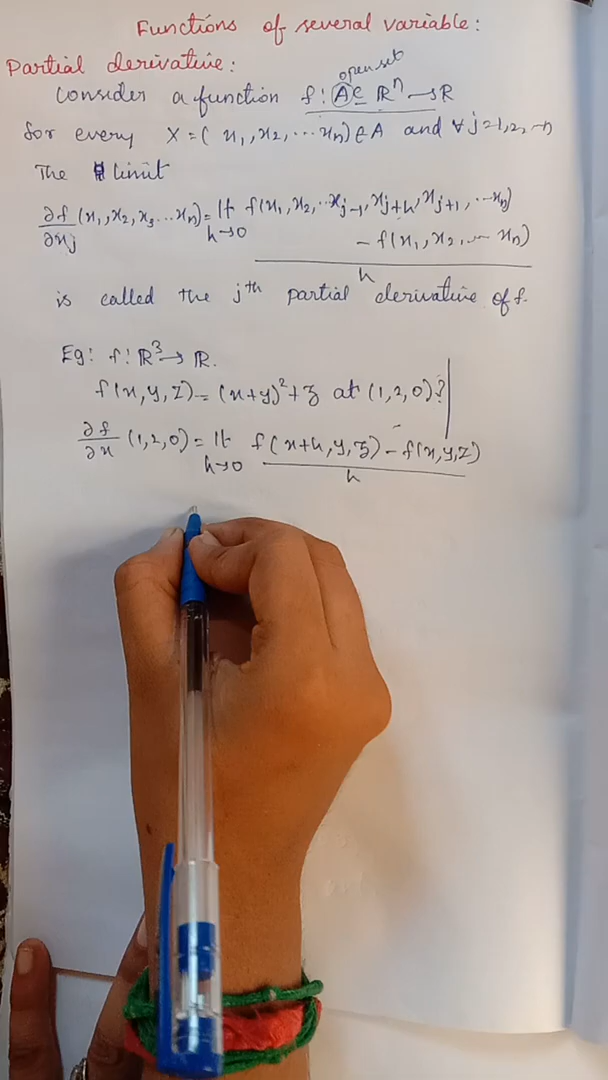 Functions of several variable:
Partial derivative:
open set
Consider a function f: A ⊆ ℝⁿ → ℝ
for every X = (x₁, x₂, ... xₙ) ∈ A and ∀ j=1,2,..n
The limit
∂f/∂xⱼ (x₁, x₂, x₃ ... xₙ) = lt h→0 f(x₁, x₂, ... xⱼ₋₁, xⱼ+h, xⱼ₊₁, ... xₙ)
- f(x₁, x₂, ... xₙ)
h
is called the jᵗʰ partial derivative of f.
Eg: f: ℝ³ → ℝ.
f(x, y, z) = (x+y)²+z at (1,2,0)?
∂f/∂x (1,2,0) = lt h→0 f(x+h, y, z) - f(x, y, z)
h